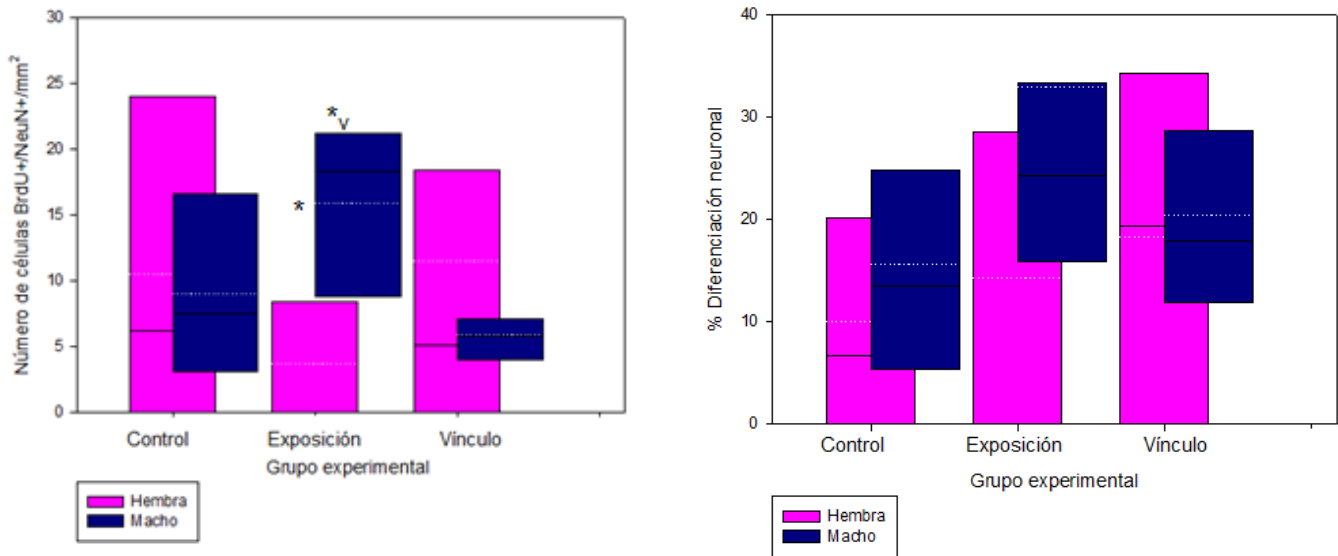 30
25
20
15
10
5
0
Número de células BrdU+/NeuN+/mm²
*v
*
Control Exposición Vínculo
Grupo experimental
Hembra
Macho
40
30
20
10
0
% Diferenciación neuronal
Control Exposición Vínculo
Grupo experimental
Hembra
Macho